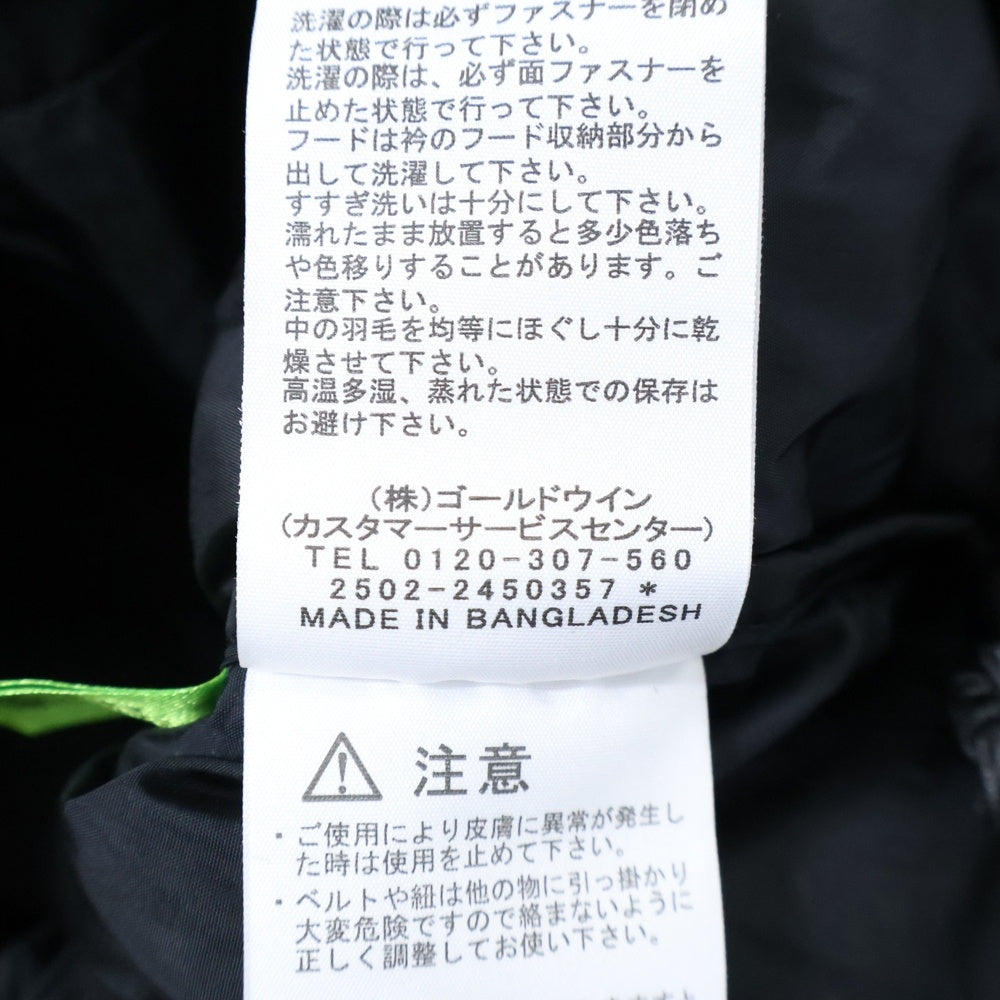 洗濯の際は必ずファスナーを閉め
た状態で行って下さい。
洗濯の際は、必ず面ファスナーを
止めた状態で行って下さい。
フードは衿のフード収納部分から
出して洗濯して下さい。
すすぎ洗いは十分にして下さい。
濡れたまま放置すると多少色落ち
や色移りすることがあります。ご
注意下さい。
中の羽毛を均等にほぐし十分に乾
燥させて下さい。
高温多湿、蒸れた状態での保存は
お避け下さい。
(株)ゴールドウイン
(カスタマーサービスセンター)
TEL 0120-307-560
2502-2450357 *
MADE IN BANGLADESH
注意
・ご使用により皮膚に異常が発生し
た時は使用を止めて下さい。
・ベルトや紐は他の物に引っ掛かり
大変危険ですので絡まないように
正しく調整してお使い下さい。